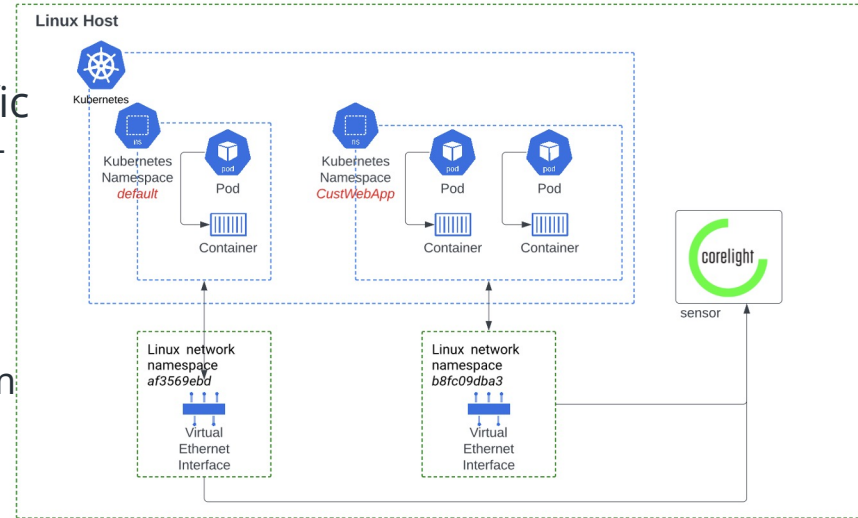 Linux Host
ic
Kubernetes
ns
Kubernetes
Namespace
default
pod
Pod
Container
ns
Kubernetes
Namespace
CustWebApp
pod
Pod
Container
pod
Pod
Container
corelight
sensor
Linux network
namespace
af3569ebd
Virtual
Ethernet
Interface
Linux network
namespace
b8fc09dba3
Virtual
Ethernet
Interface